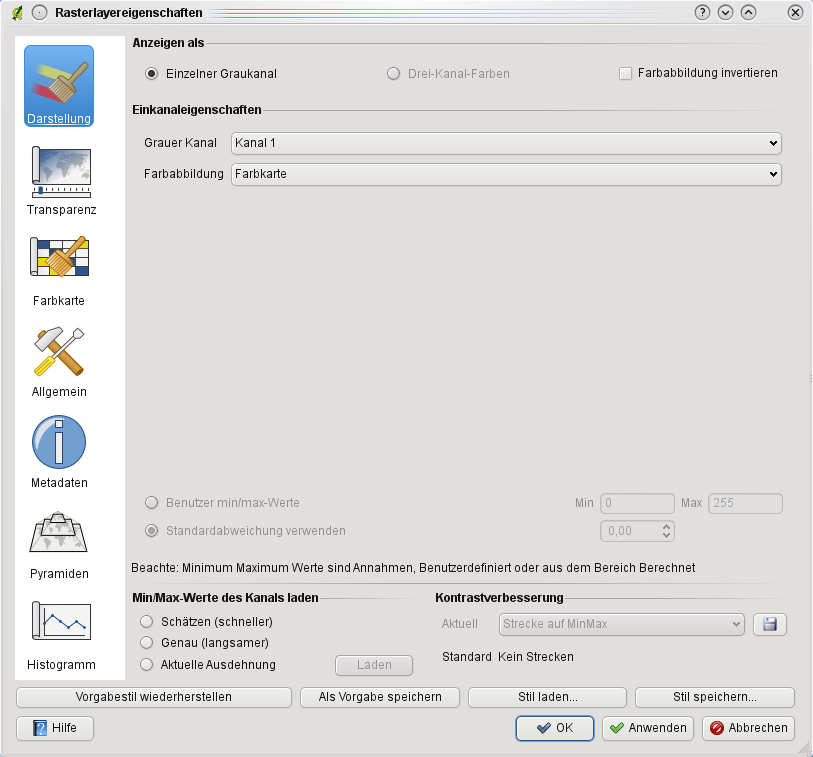 Rasterlayereigenschaften
Darstellung
Transparenz
Farbkarte
Allgemein
Metadaten
Pyramiden
Histogramm
Anzeigen als
Einzelner Graukanal Drei-Kanal-Farben Farbabbildung invertieren
Einkanaleigenschaften
Grauer Kanal Kanal 1
Farbabbildung Farbkarte
Benutzer min/max-Werte Min 0 Max 255
Standardabweichung verwenden 0,00
Beachte: Minimum Maximum Werte sind Annahmen, Benutzerdefiniert oder aus dem Bereich Berechnet
Min/Max-Werte des Kanals laden
Schätzen (schneller)
Genau (langsamer)
Aktuelle Ausdehnung Laden
Kontrastverbesserung
Aktuell Strecke auf MinMax
Standard Kein Strecken
Vorgabestil wiederherstellen Als Vorgabe speichern Stil laden... Stil speichern...
? Hilfe OK Anwenden Abbrechen